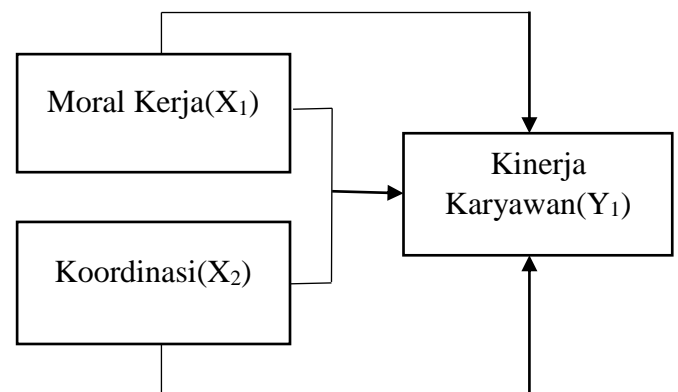 Moral Kerja(X₁)
Kinerja
Karyawan(Y₁)
Koordinasi(X₂)